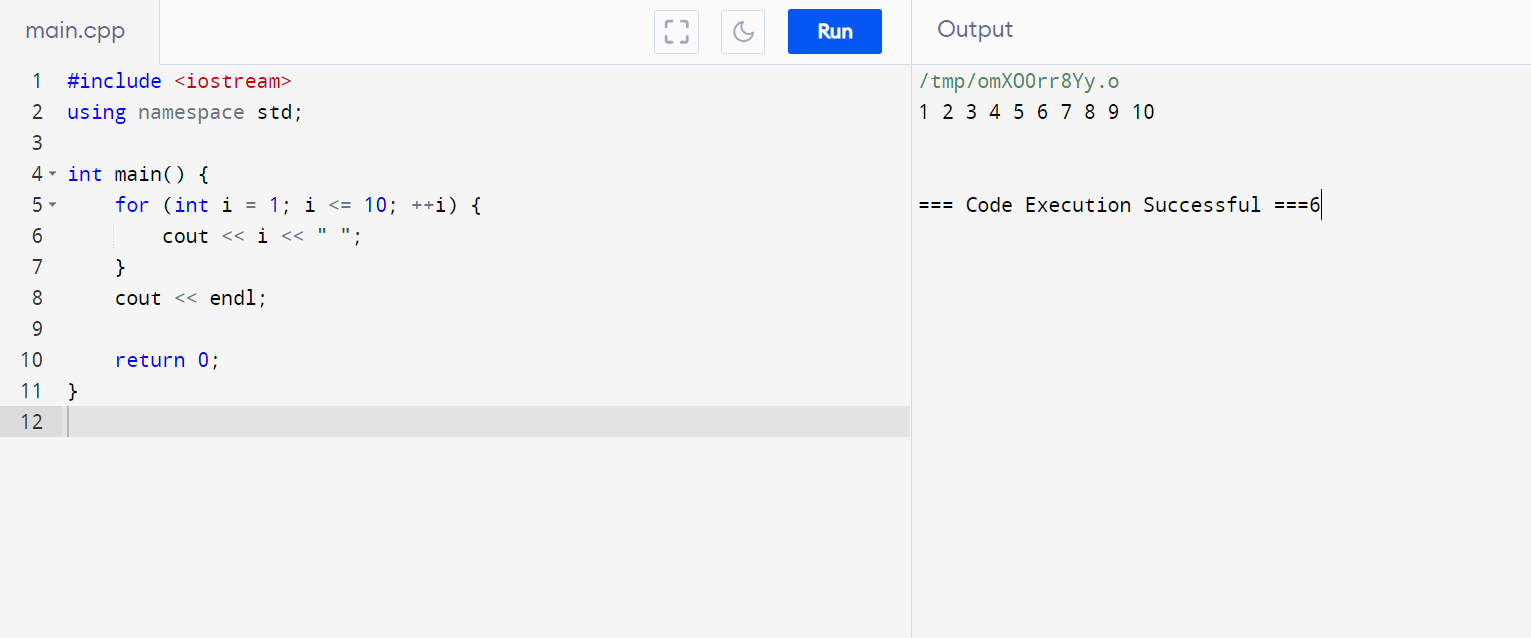 main.cpp
Run
Output
1 #include <iostream>
2 using namespace std;
3
4 int main() {
5     for (int i = 1; i <= 10; ++i) {
6         cout << i << " ";
7     }
8     cout << endl;
9
10     return 0;
11 }
12
/tmp/omXO0rr8Yy.o
1 2 3 4 5 6 7 8 9 10
=== Code Execution Successful ===6